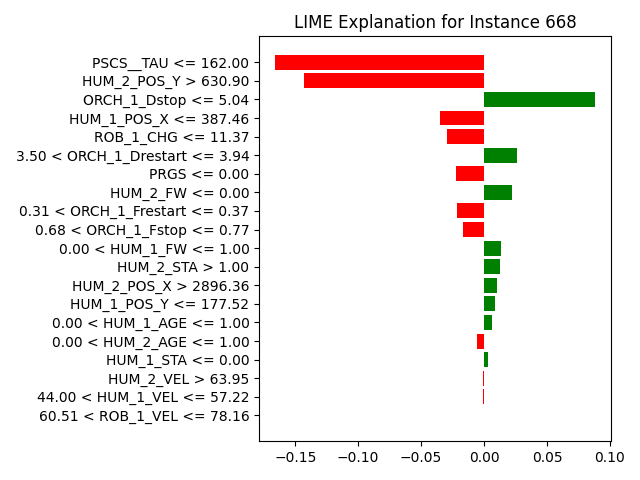 LIME Explanation for Instance 668
PSCS__TAU <= 162.00
HUM_2_POS_Y > 630.90
ORCH_1_Dstop <= 5.04
HUM_1_POS_X <= 387.46
ROB_1_CHG <= 11.37
3.50 < ORCH_1_Drestart <= 3.94
PRGS <= 0.00
HUM_2_FW <= 0.00
0.31 < ORCH_1_Frestart <= 0.37
0.68 < ORCH_1_Fstop <= 0.77
0.00 < HUM_1_FW <= 1.00
HUM_2_STA > 1.00
HUM_2_POS_X > 2896.36
HUM_1_POS_Y <= 177.52
0.00 < HUM_1_AGE <= 1.00
0.00 < HUM_2_AGE <= 1.00
HUM_1_STA <= 0.00
HUM_2_VEL > 63.95
44.00 < HUM_1_VEL <= 57.22
60.51 < ROB_1_VEL <= 78.16
−0.15 −0.10 −0.05 0.00 0.05 0.10